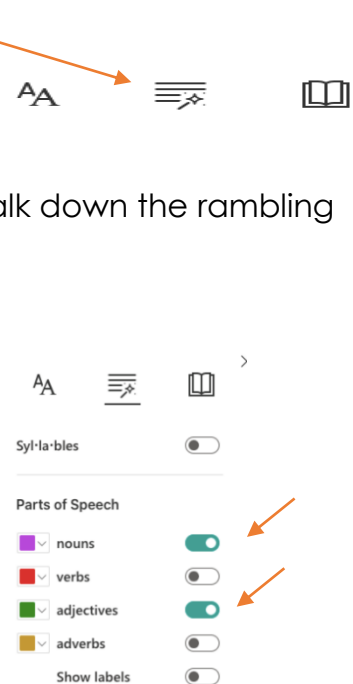 AA
alk down the rambling
AA
Syl·la·bles
Parts of Speech
nouns
verbs
adjectives
adverbs
Show labels